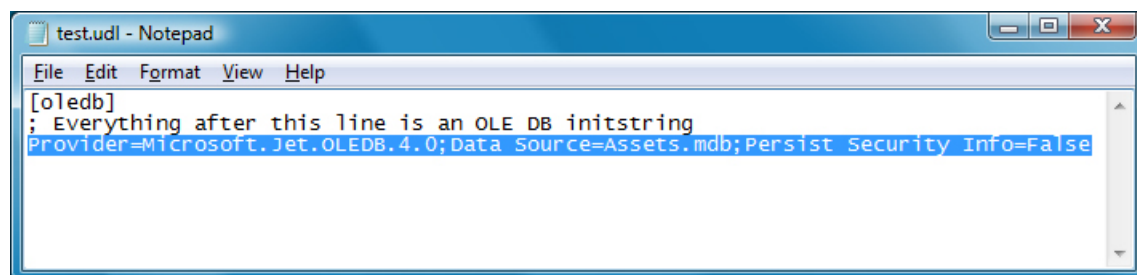 test.udl - Notepad
File Edit Format View Help
[oledb]
; Everything after this line is an OLE DB initstring
Provider=Microsoft.Jet.OLEDB.4.0;Data Source=Assets.mdb;Persist Security Info=False